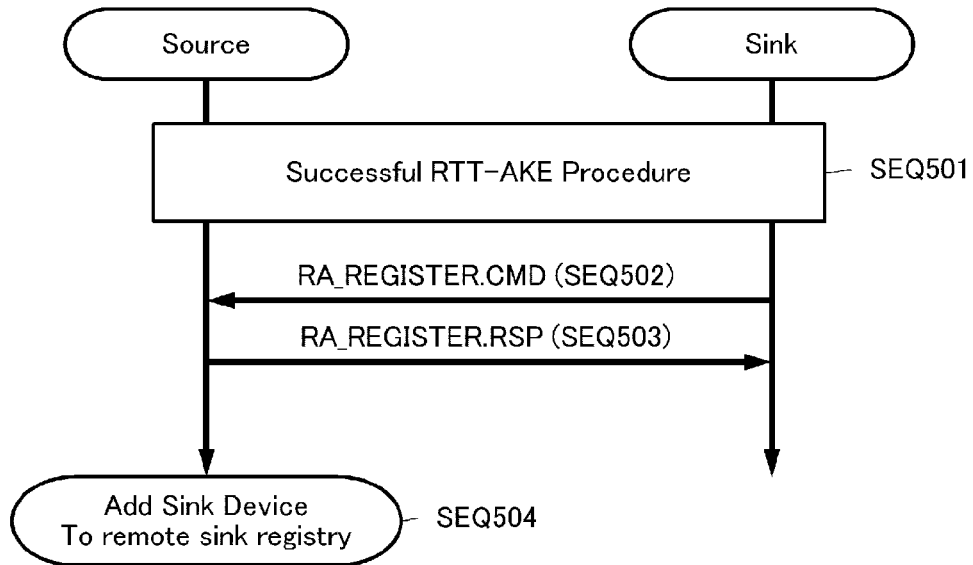 Source
Sink
Successful RTT-AKE Procedure
SEQ501
RA_REGISTER.CMD (SEQ502)
RA_REGISTER.RSP (SEQ503)
Add Sink Device
To remote sink registry
SEQ504